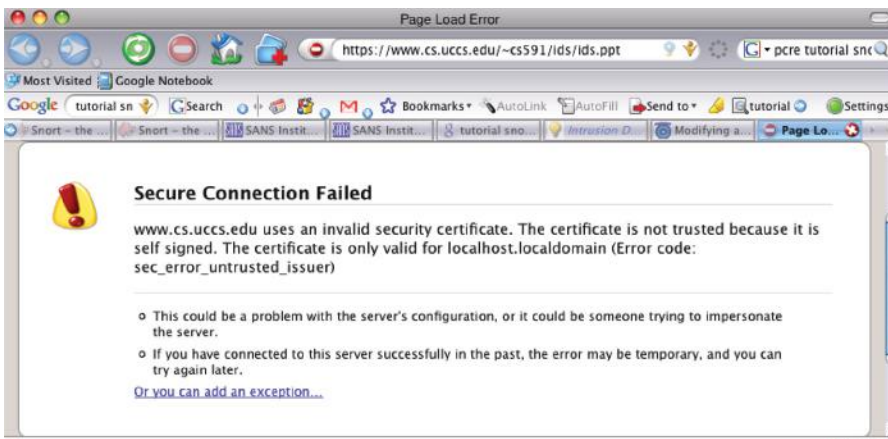 Page Load Error
https://www.cs.uccs.edu/~cs591/ids/ids.ppt
G pcre tutorial sno
Most Visited Google Notebook
Google tutorial sn Search Bookmarks AutoLink AutoFill Send to tutorial Settings
Snort – the ... Snort – the ... SANS Instit... SANS Instit... tutorial sno... Intrusion D... Modifying a... Page Lo...
Secure Connection Failed
www.cs.uccs.edu uses an invalid security certificate. The certificate is not trusted because it is
self signed. The certificate is only valid for localhost.localdomain (Error code:
sec_error_untrusted_issuer)
This could be a problem with the server's configuration, or it could be someone trying to impersonate
the server.
If you have connected to this server successfully in the past, the error may be temporary, and you can
try again later.
Or you can add an exception...